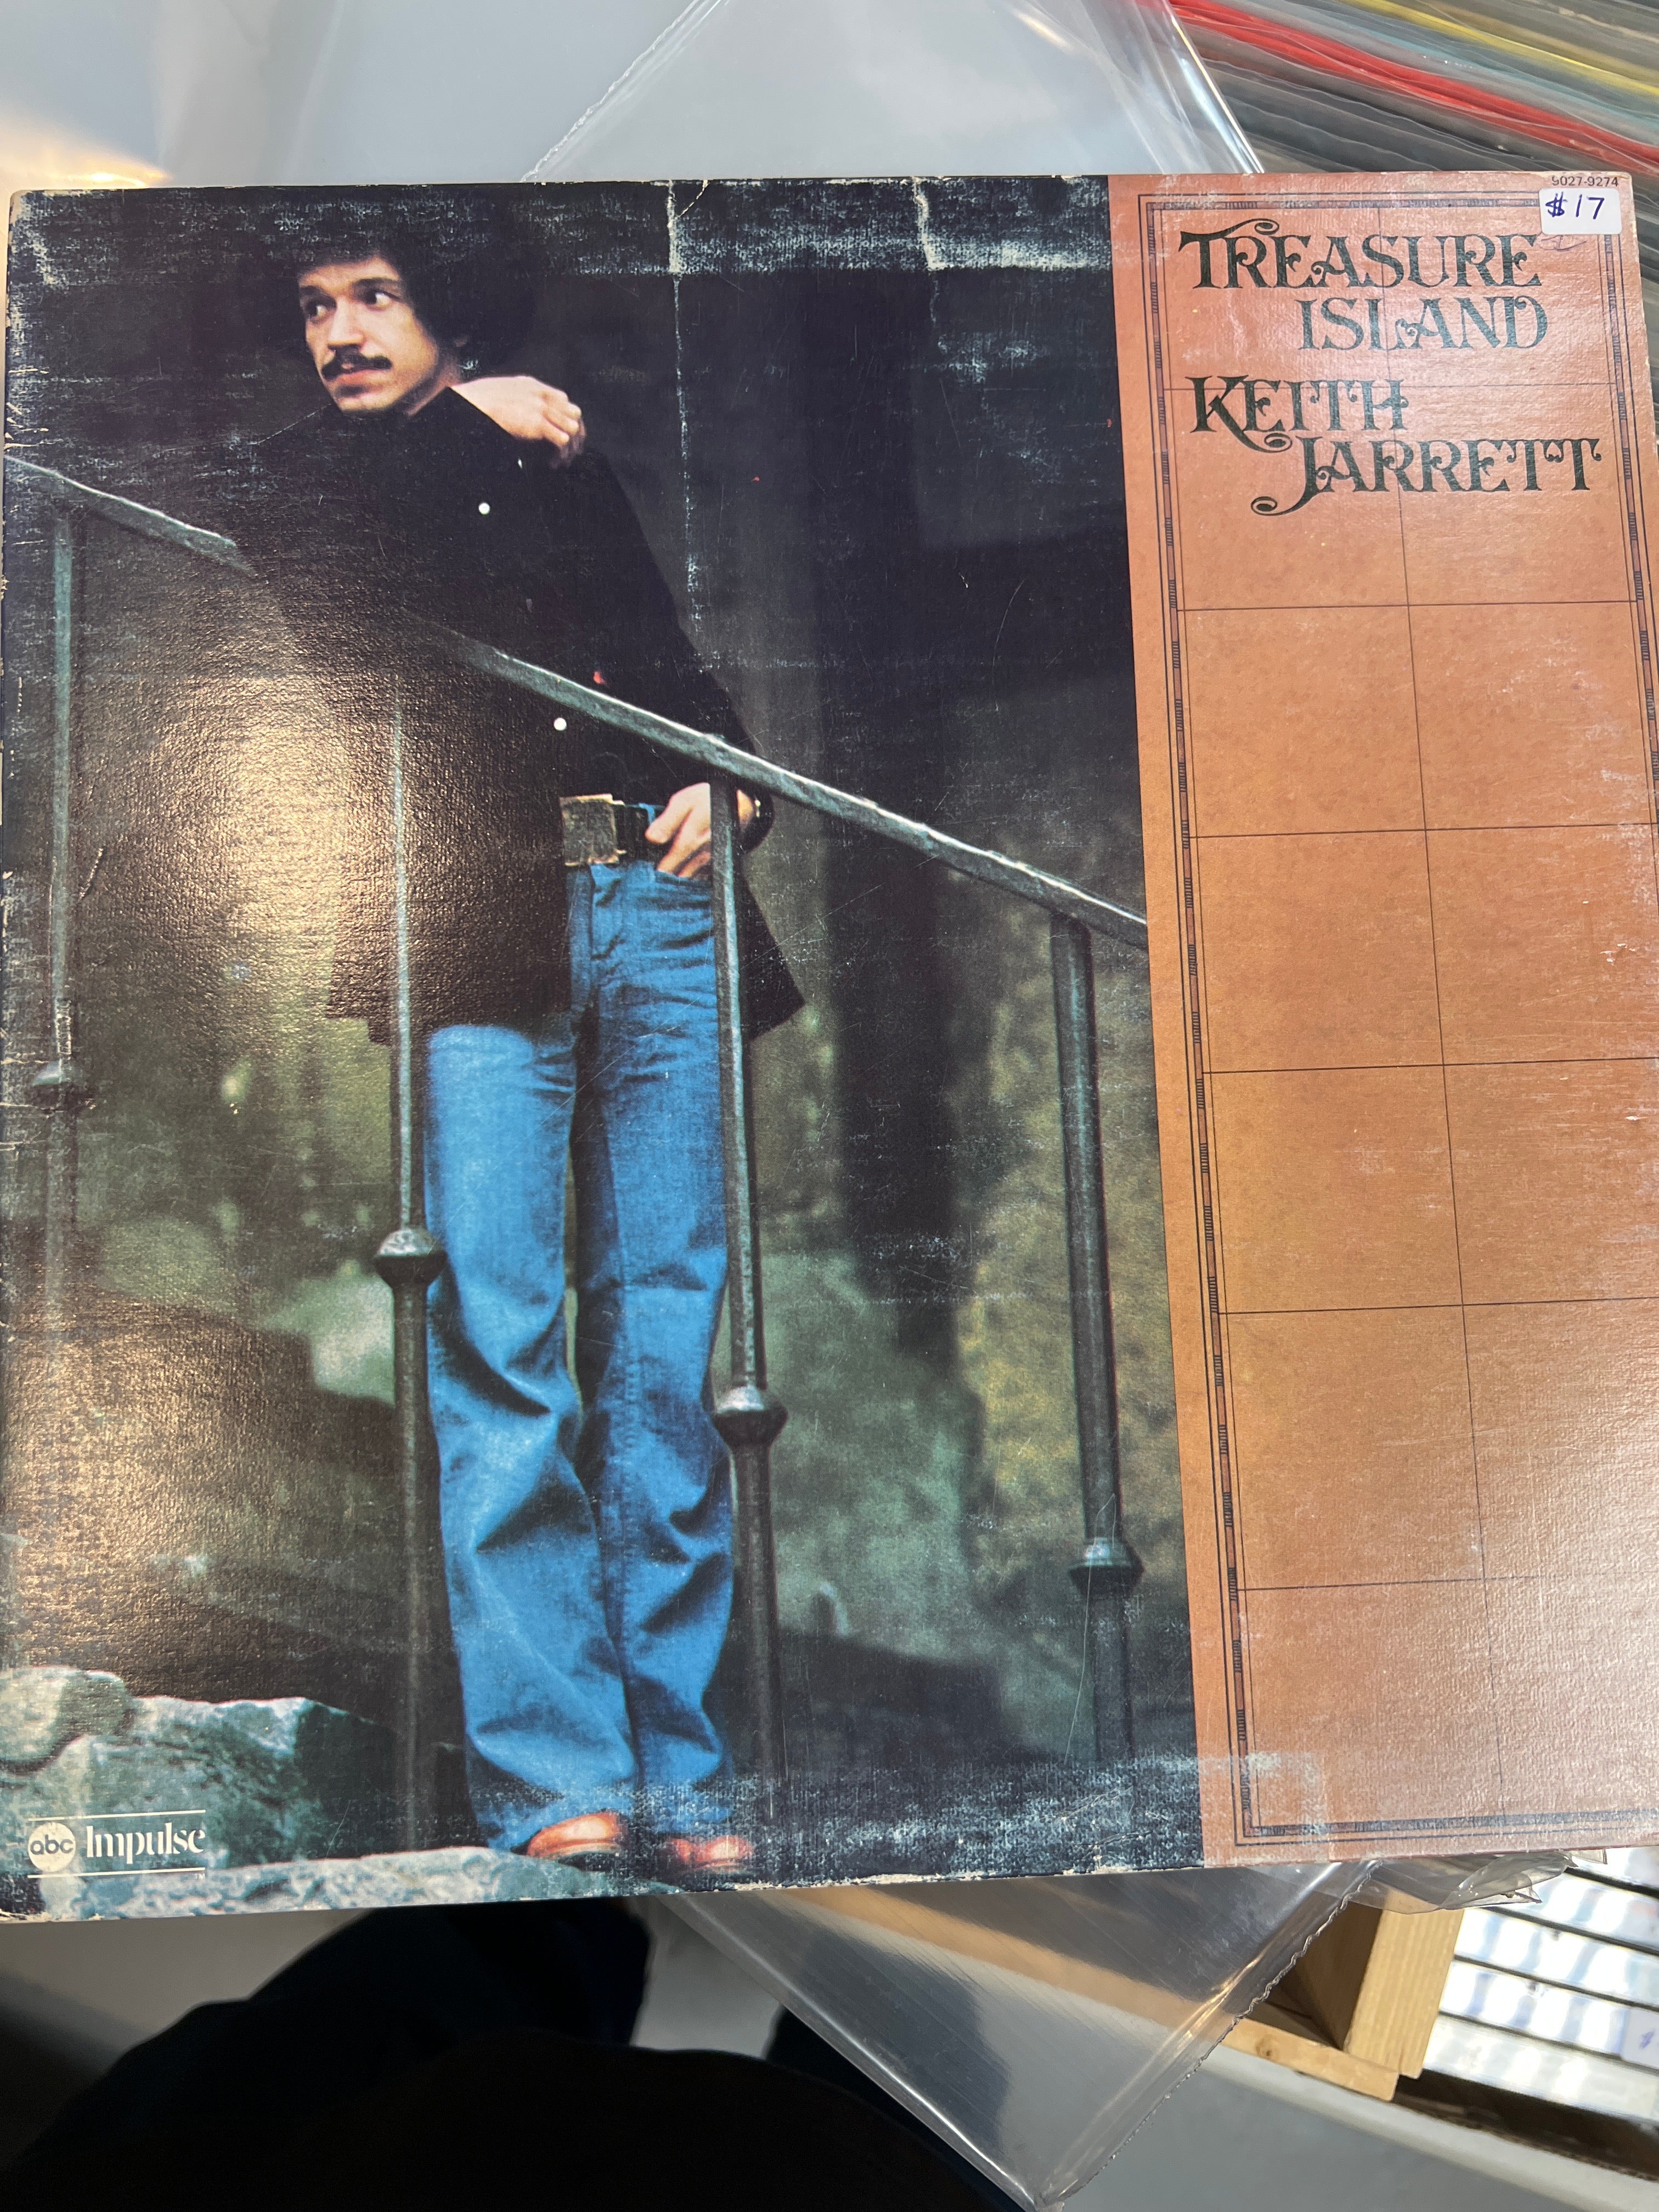 9027-9274
$17
TREASURE
ISLAND
KEITH
JARRETT
abc Impulse